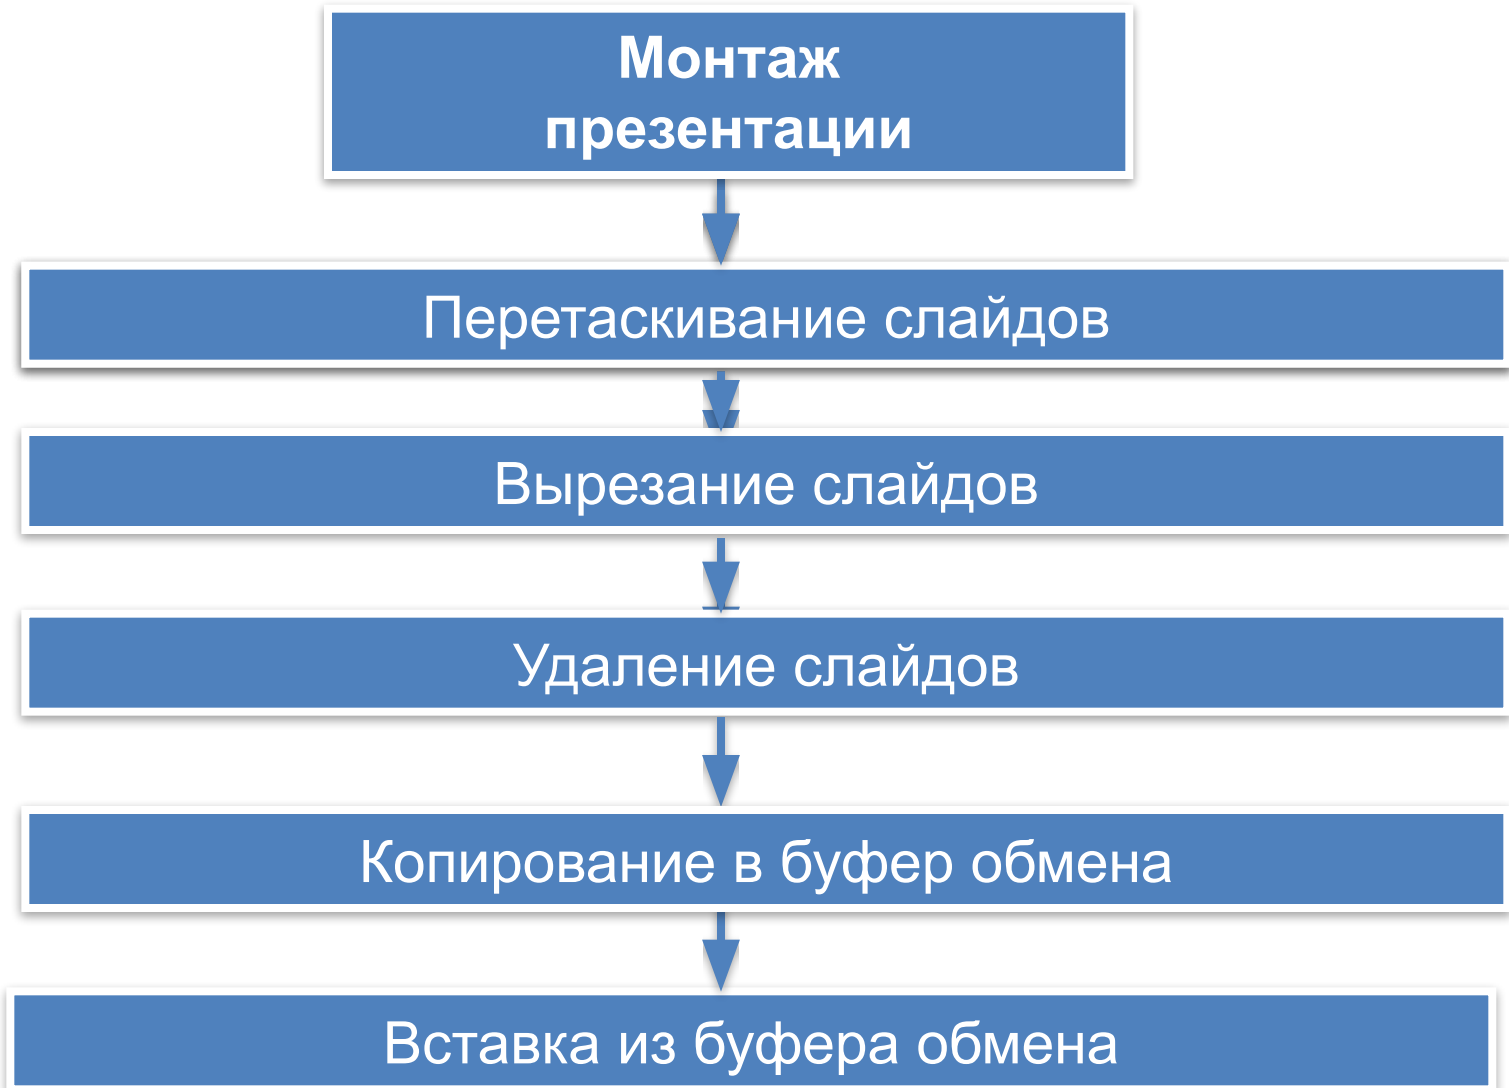 Монтаж
презентации
Перетаскивание слайдов
Вырезание слайдов
Удаление слайдов
Копирование в буфер обмена
Вставка из буфера обмена